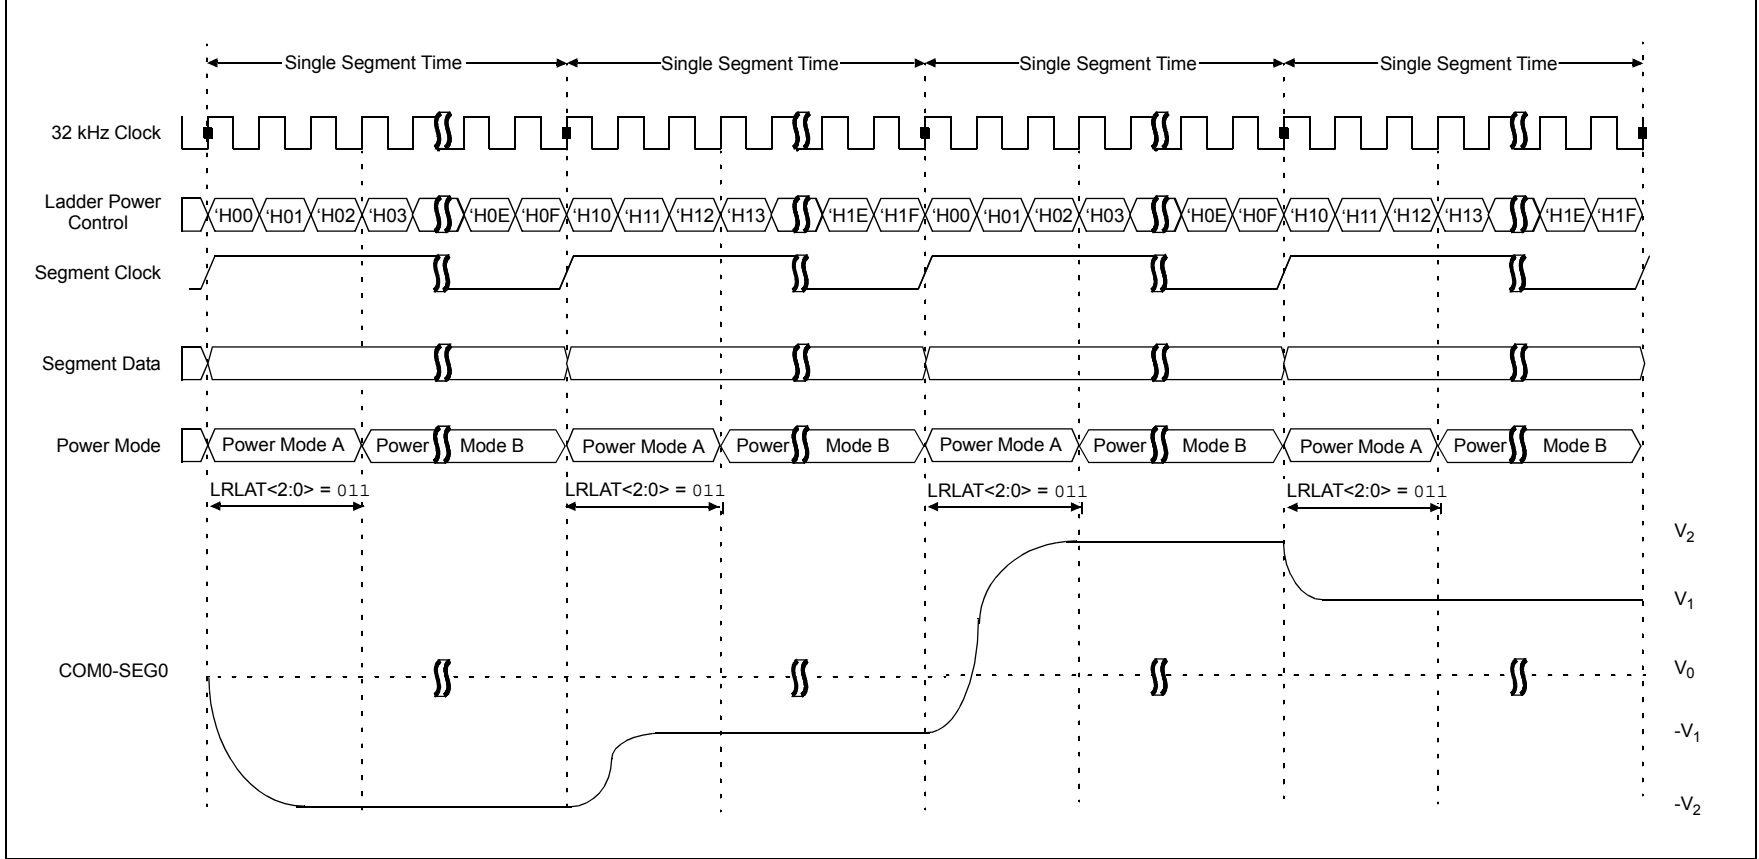 Single Segment Time Single Segment Time Single Segment Time Single Segment Time
32 kHz Clock
Ladder Power
Control
‘H00 ‘H01 ‘H02 ‘H03 ‘H0E ‘H0F ‘H10 ‘H11 ‘H12 ‘H13 ‘H1E ‘H1F ‘H00 ‘H01 ‘H02 ‘H03 ‘H0E ‘H0F ‘H10 ‘H11 ‘H12 ‘H13 ‘H1E ‘H1F
Segment Clock
Segment Data
Power Mode Power Mode A Power Mode B Power Mode A Power Mode B Power Mode A Power Mode B Power Mode A Power Mode B
LRLAT<2:0> = 011 LRLAT<2:0> = 011 LRLAT<2:0> = 011 LRLAT<2:0> = 011
V2
V1
COM0-SEG0 V0
-V1
-V2